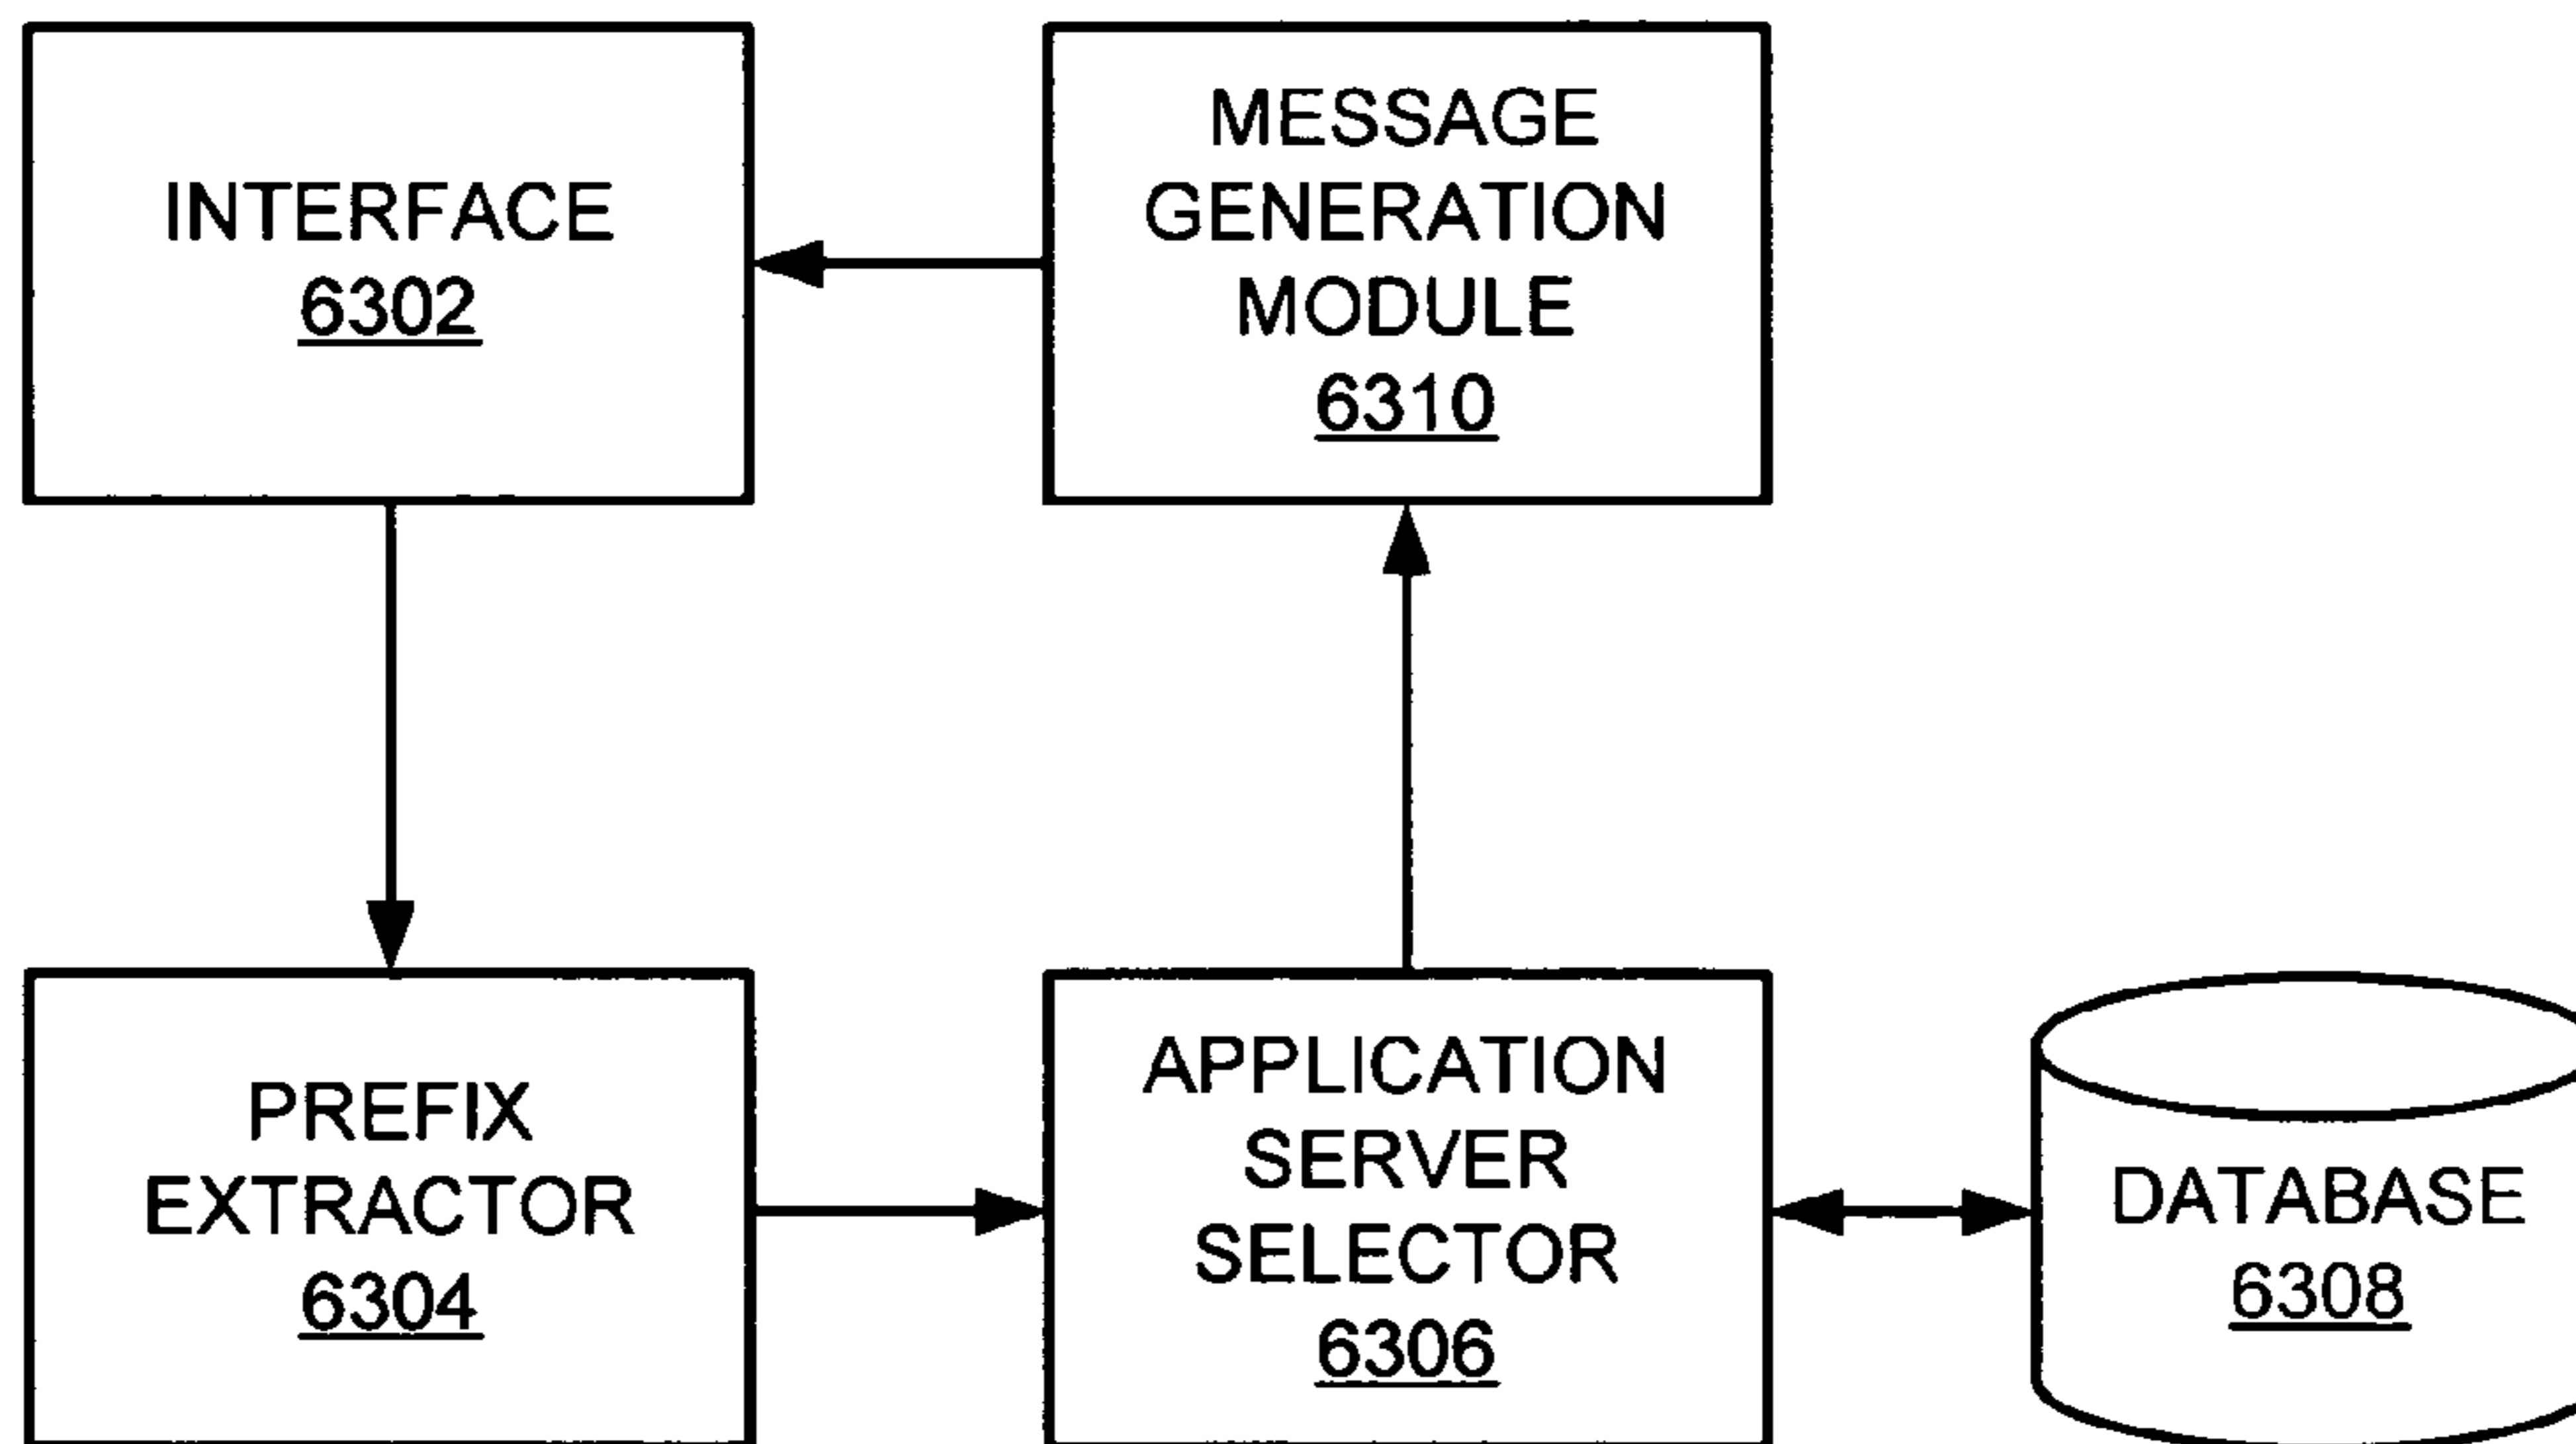 INTERFACE
6302
MESSAGE
GENERATION
MODULE
6310
PREFIX
EXTRACTOR
6304
APPLICATION
SERVER
SELECTOR
6306
DATABASE
6308